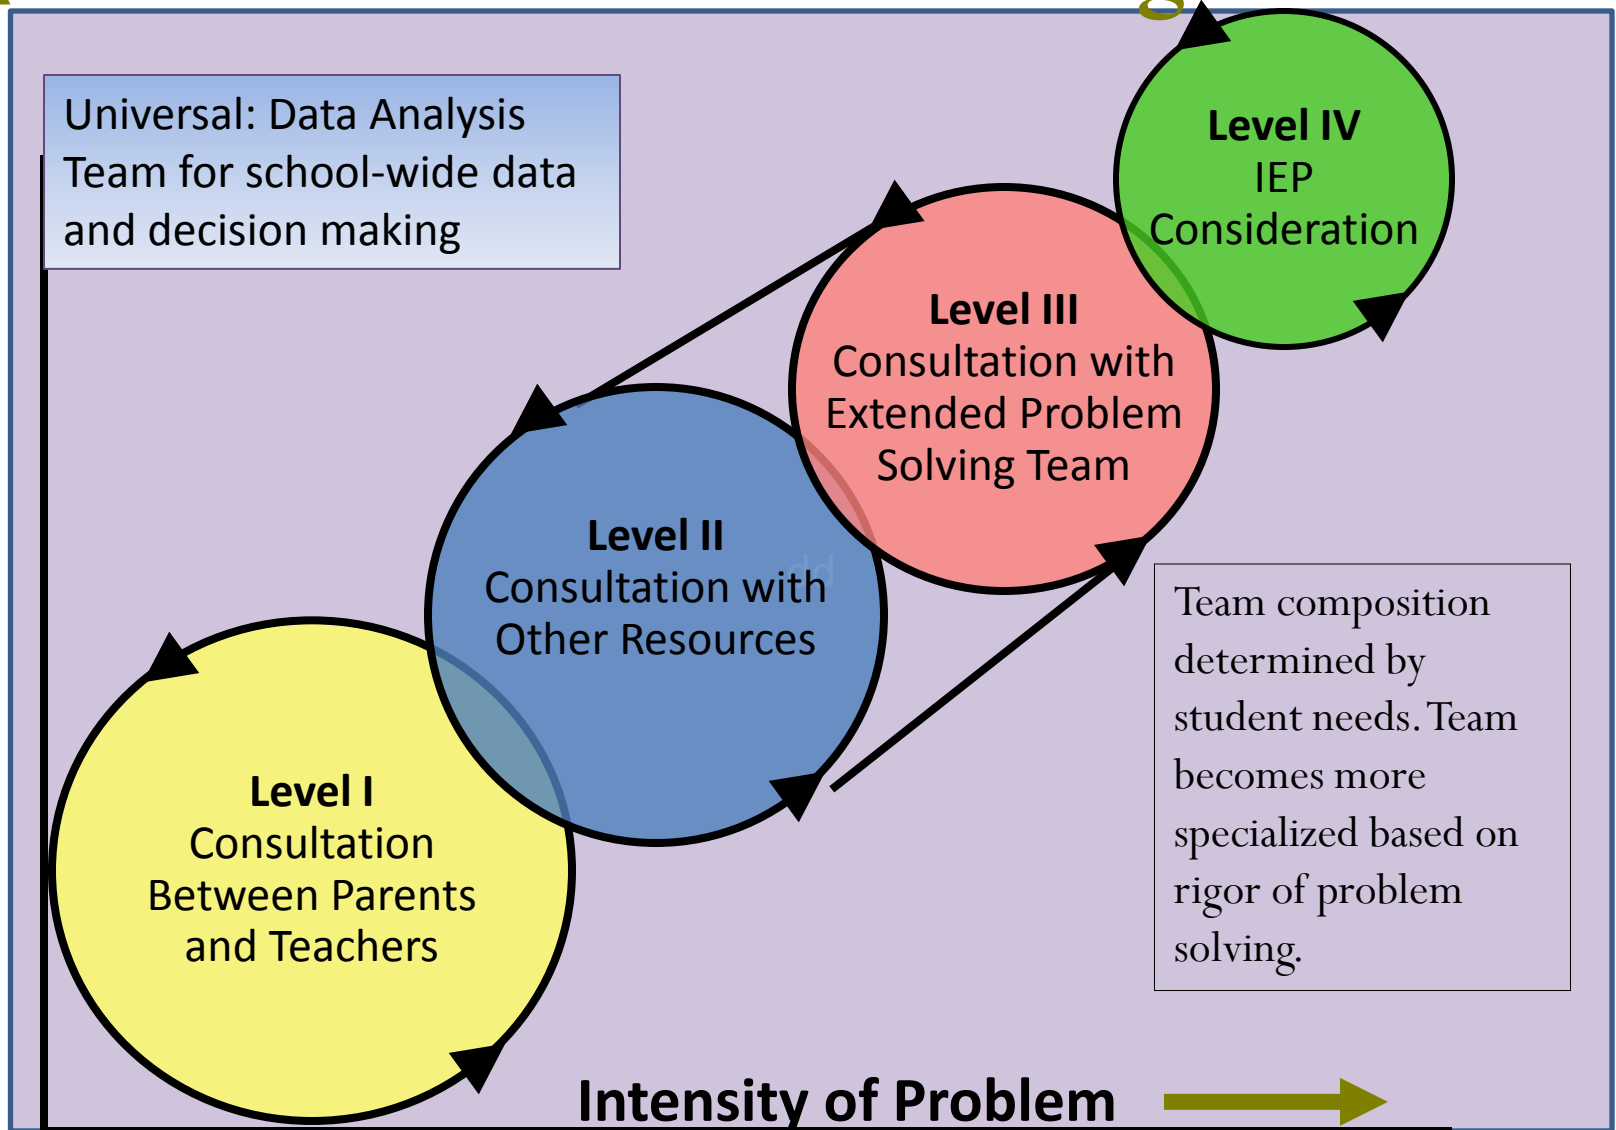 g
Universal: Data Analysis
Team for school-wide data
and decision making
Level IV
IEP
Consideration
Level III
Consultation with
Extended Problem
Solving Team
Level II
dd
Consultation with
Other Resources
Team composition
determined by
student needs. Team
becomes more
specialized based on
rigor of problem
solving.
Level I
Consultation
Between Parents
and Teachers
Intensity of Problem